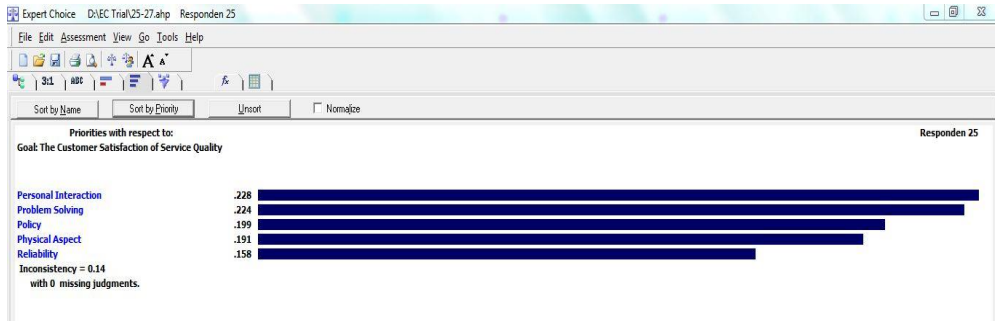 Expert Choice D:\EC Trial\25-27.ahp Responden 25
File Edit Assessment View Go Tools Help
A A
3:1 ABC fx
Sort by Name Sort by Priority Unsort Normalize
Priorities with respect to: Responden 25
Goal: The Customer Satisfaction of Service Quality
Personal Interaction .228
Problem Solving .224
Policy .199
Physical Aspect .191
Reliability .158
Inconsistency = 0.14
with 0 missing judgments.